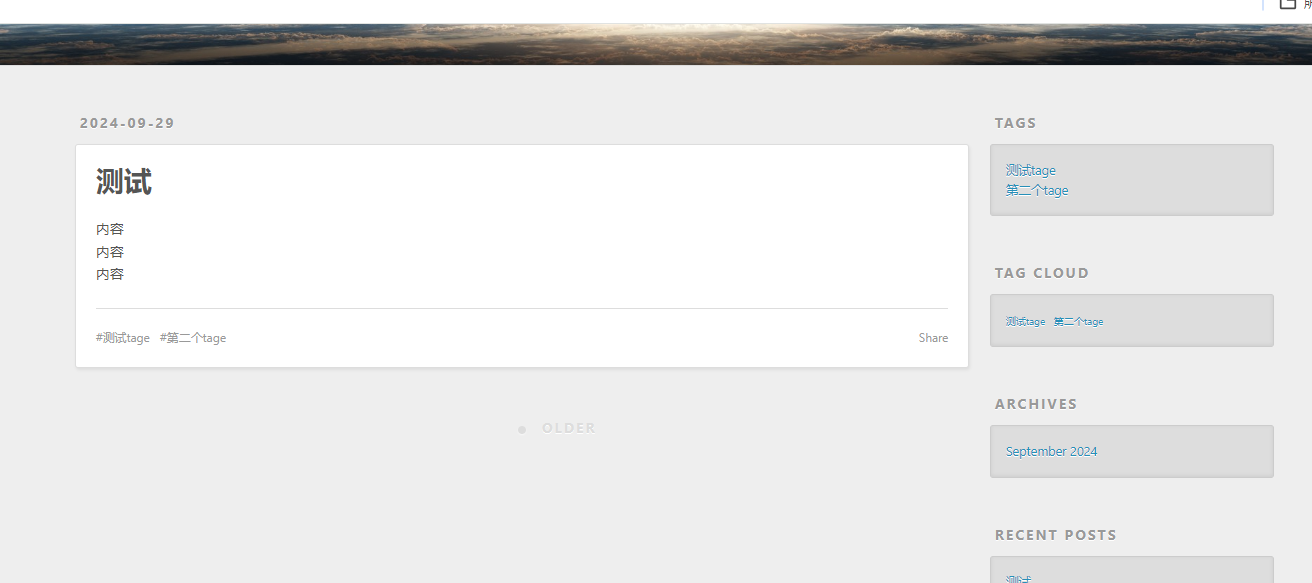 2024-09-29
测试
内容
内容
内容
#测试tage #第二个tage
Share
OLDER
TAGS
测试tage
第二个tage
TAG CLOUD
测试tage 第二个tage
ARCHIVES
September 2024
RECENT POSTS
测试